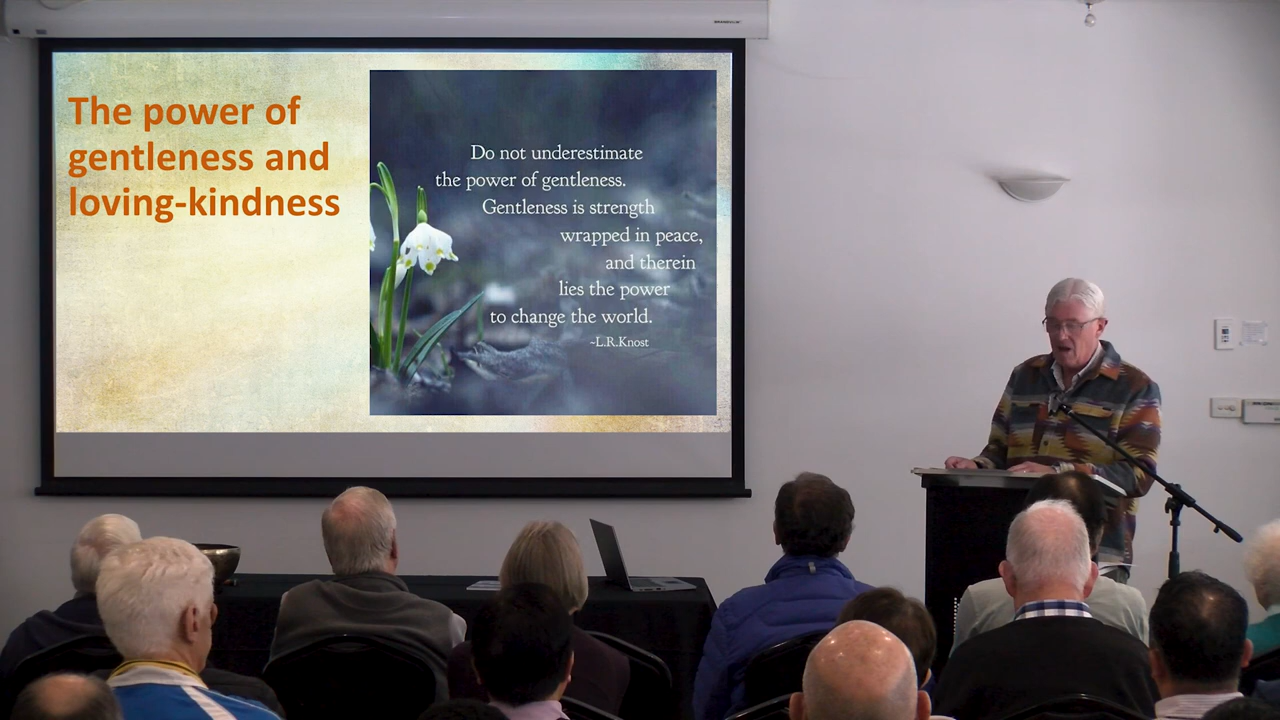 The power of
gentleness and
loving-kindness
Do not underestimate
the power of gentleness.
Gentleness is strength
wrapped in peace,
and therein
lies the power
to change the world.
~L.R.Knost